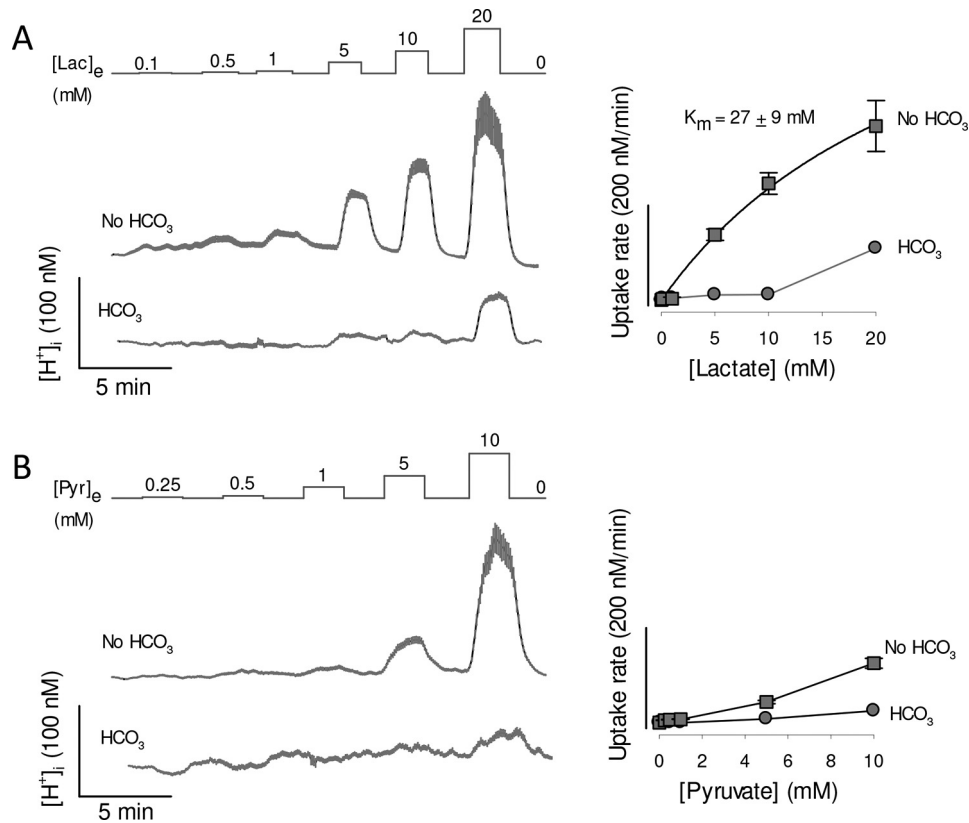 A
[Lac]e
(mM)
0.1 0.5 1 5 10 20 0
No HCO3
HCO3
[H+]i (100 nM)
5 min
Uptake rate (200 nM/min)
Km = 27 ± 9 mM
No HCO3
HCO3
0 5 10 20
[Lactate] (mM)
B
[Pyr]e
(mM)
0.25 0.5 1 5 10 0
No HCO3
HCO3
[H+]i (100 nM)
5 min
Uptake rate (200 nM/min)
No HCO3
HCO3
0 2 4 6 8 10
[Pyruvate] (mM)